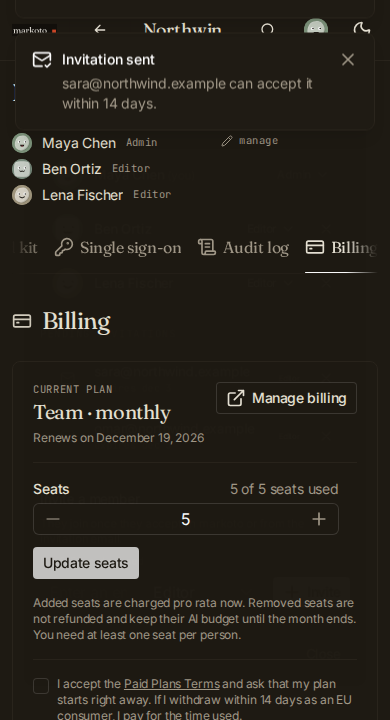 markoto
Northwin
Invitation sent
sara@northwind.example can accept it
within 14 days.
Maya Chen Admin
manage
Ben Ortiz Editor
Lena Fischer Editor
kit Single sign-on Audit log Billing
Billing
CURRENT PLAN
Manage billing
Team · monthly
Renews on December 19, 2026
Seats 5 of 5 seats used
5
Update seats
Added seats are charged pro rata now. Removed seats are
not refunded and keep their AI budget until the month ends.
You need at least one seat per person.
I accept the Paid Plans Terms and ask that my plan
starts right away. If I withdraw within 14 days as an EU
consumer, I pay for the time used.